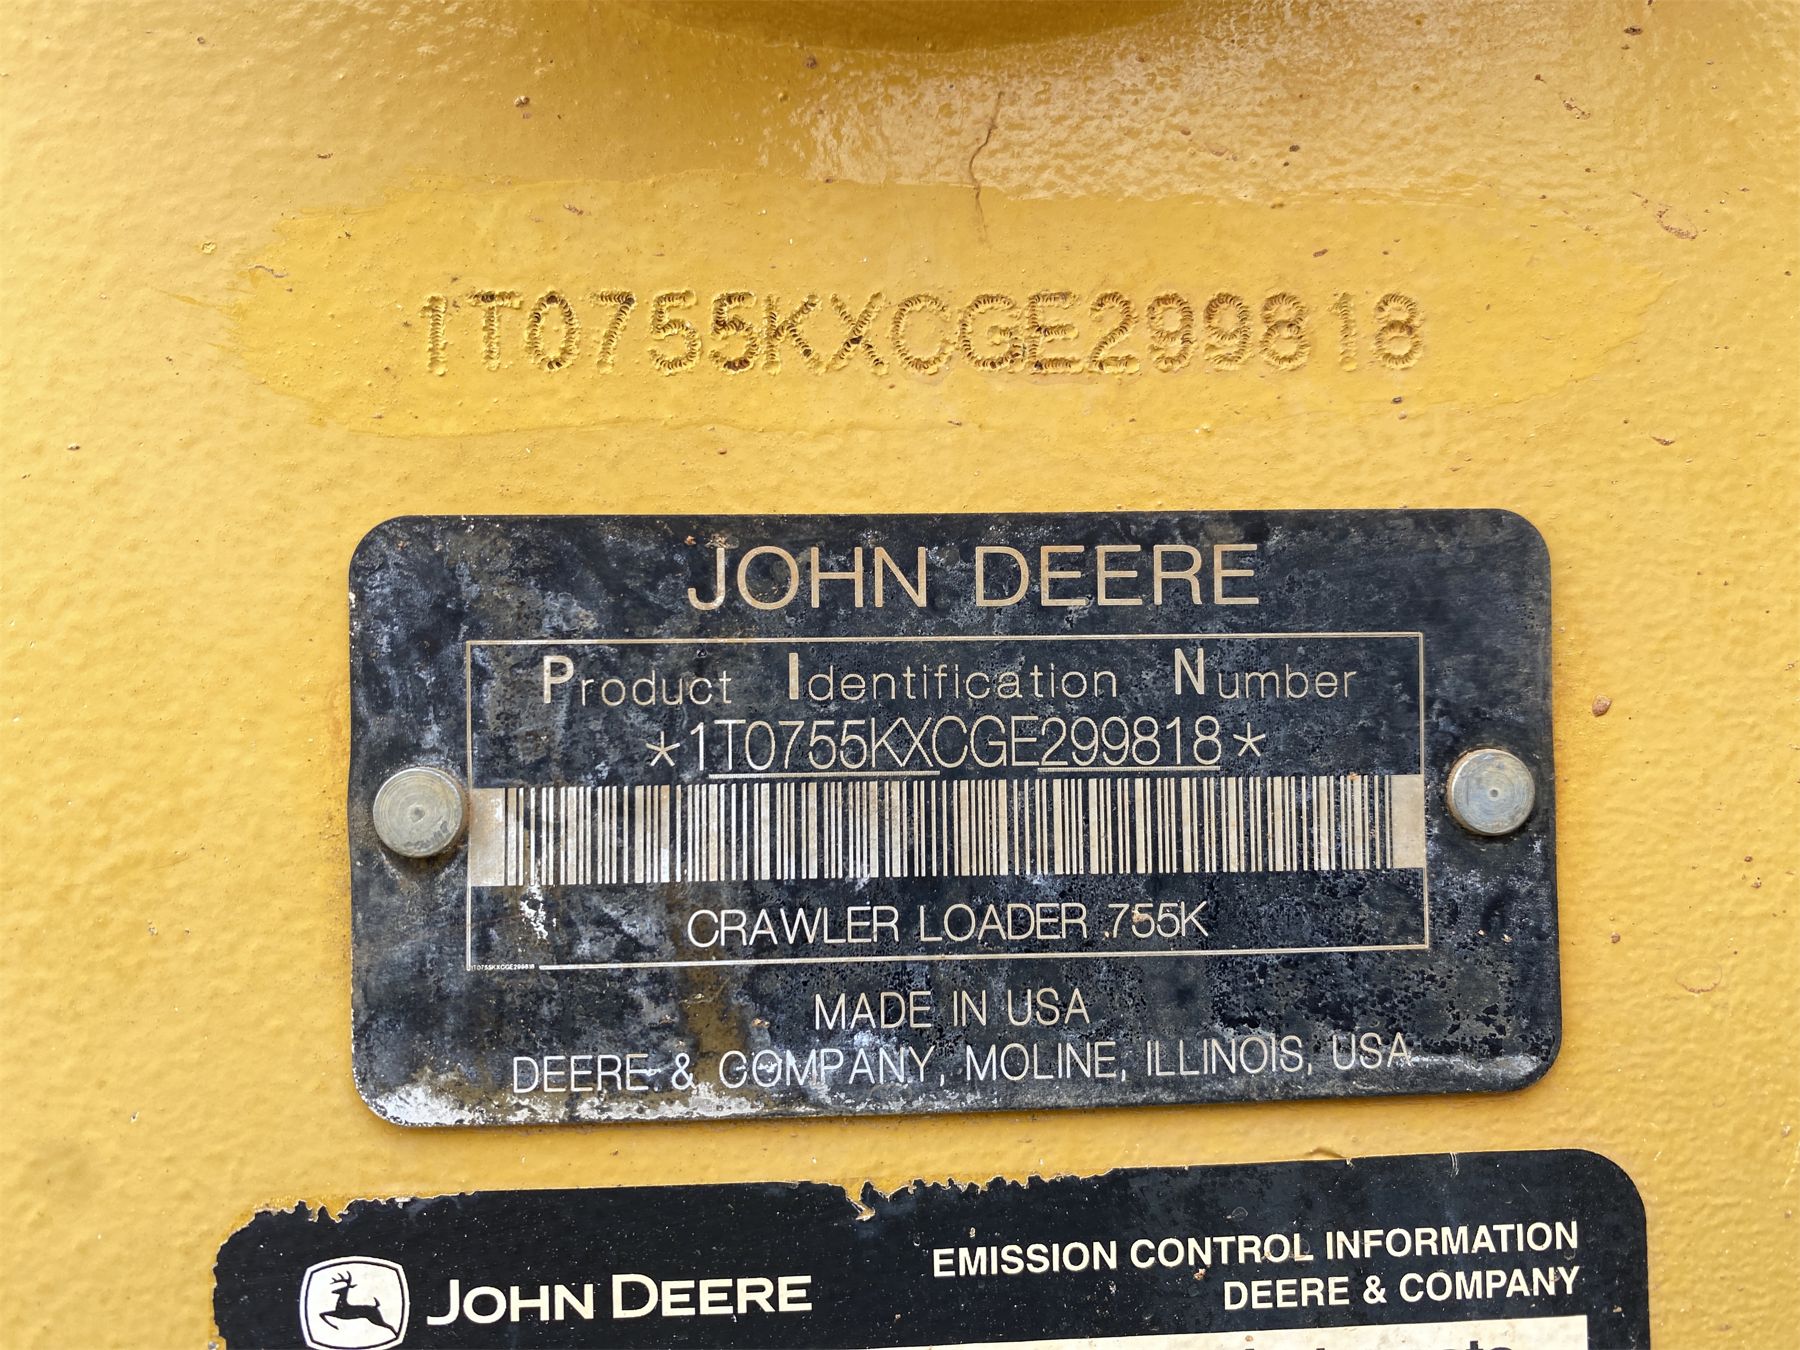 1T0755KXCGE299818
JOHN DEERE
Product Identification Number
*1T0755KXCGE299818*
CRAWLER LOADER 755K
1T0755KXCGE299818
MADE IN USA
DEERE & COMPANY, MOLINE, ILLINOIS, USA
JOHN DEERE
EMISSION CONTROL INFORMATION
DEERE & COMPANY